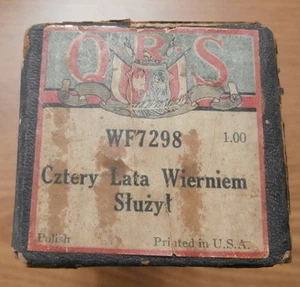 QRS
WF7298 1.00
Cztery Lata Wierniem
Służył
Polish Printed in U.S.A.